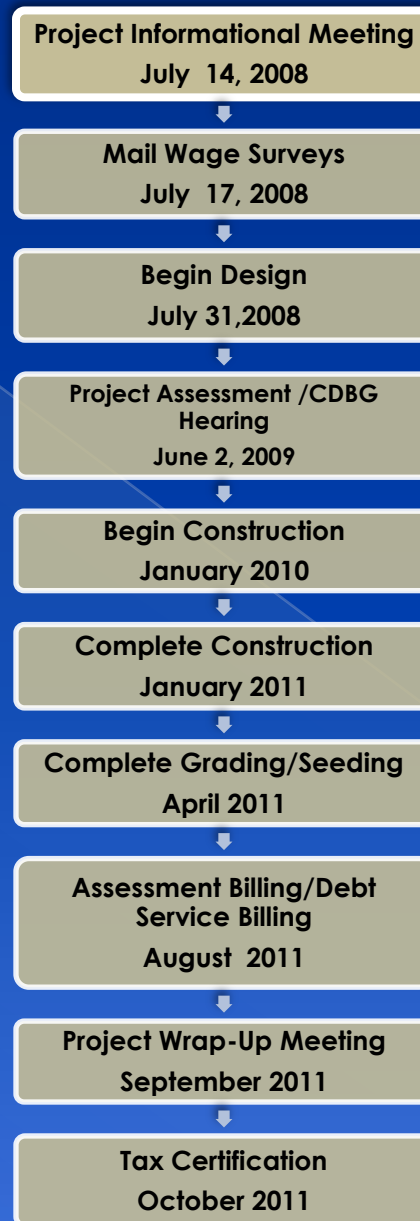 Project Informational Meeting
July 14, 2008
Mail Wage Surveys
July 17, 2008
Begin Design
July 31,2008
Project Assessment /CDBG
Hearing
June 2, 2009
Begin Construction
January 2010
Complete Construction
January 2011
Complete Grading/Seeding
April 2011
Assessment Billing/Debt
Service Billing
August 2011
Project Wrap-Up Meeting
September 2011
Tax Certification
October 2011